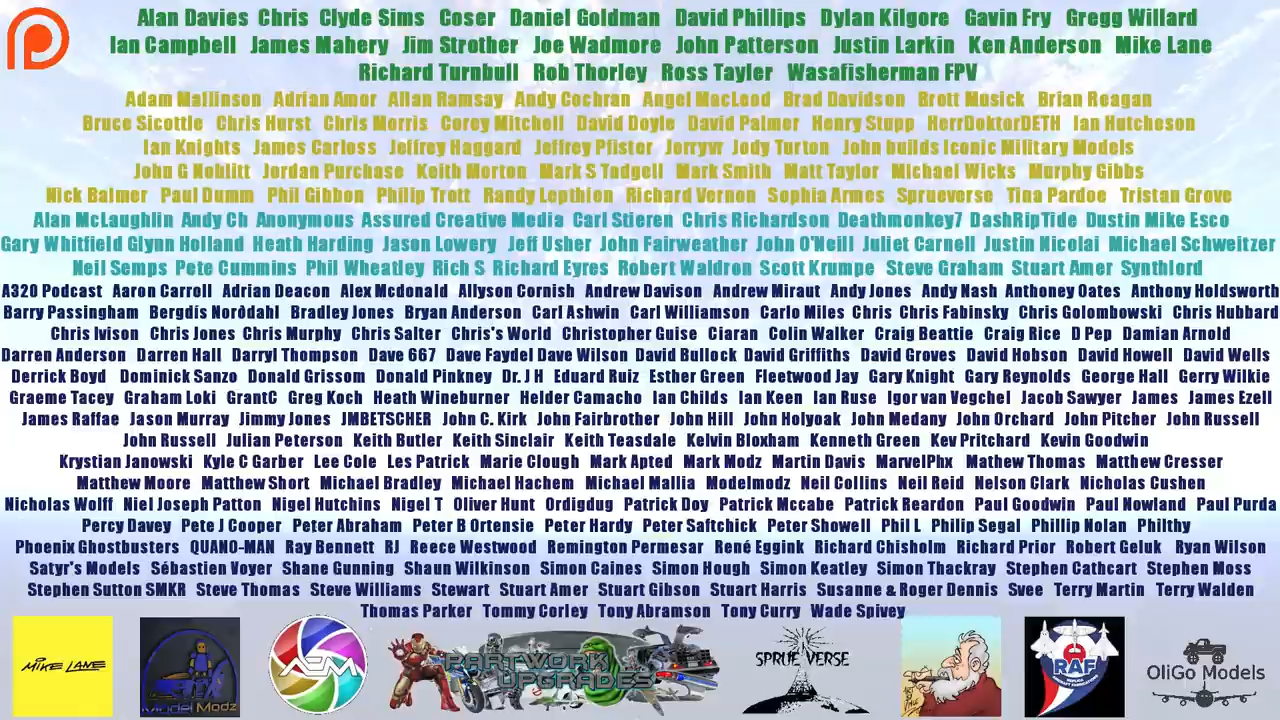 Alan Davies Chris Clyde Sims Coser Daniel Goldman David Phillips Dylan Kilgore Gavin Fry Gregg Willard
Ian Campbell James Mahery Jim Strother Joe Wadmore John Patterson Justin Larkin Ken Anderson Mike Lane
Richard Turnbull Rob Thorley Ross Tayler Wasafisherman FPV
Adam Mallinson Adrian Amor Allan Ramsay Andy Cochran Angel MacLeod Brad Davidson Brett Musick Brian Reagan
Bruce Sicottle Chris Hurst Chris Morris Corey Mitchell David Doyle David Palmer Henry Stupp HerrDoktorDETH Ian Hutcheson
Ian Knights James Carless Jeffrey Haggard Jeffrey Pfister Jerryw Jody Turton John builds Iconic Military Models
John G Noblitt Jordan Purchase Keith Morton Mark S Tadgell Mark Smith Matt Taylor Michael Wicks Murphy Gibbs
Nick Balmer Paul Dumm Phil Gibbon Philip Trott Randy Lepthien Richard Vernon Sophia Armes Sprueverse Tina Pardoe Tristan Grove
Alan McLaughlin Andy Ch Anonymous Assured Creative Media Carl Stieren Chris Richardson Deathmonkey7 DashRipTide Dustin Mike Esco
Gary Whitfield Glynn Holland Heath Harding Jason Lowery Jeff Usher John Fairweather John O'Neill Juliet Carnell Justin Nicolai Michael Schweitzer
Neil Semps Pete Cummins Phil Wheatley Rich S Richard Eyres Robert Waldron Scott Krumpe Steve Graham Stuart Amer Synthlord
A320 Podcast Aaron Carroll Adrian Deacon Alex Mcdonald Allyson Cornish Andrew Davison Andrew Miraut Andy Jones Andy Nash Anthoney Oates Anthony Holdsworth
Barry Passingham Bergdís Noròdahl Bradley Jones Bryan Anderson Carl Ashwin Carl Williamson Carlo Miles Chris Chris Fabinsky Chris Golombowski Chris Hubbard
Chris Ivison Chris Jones Chris Murphy Chris Salter Chris's World Christopher Guise Ciaran Colin Walker Craig Beattie Craig Rice D Pep Damian Arnold
Darren Anderson Darren Hall Darryl Thompson Dave 667 Dave Faydel Dave Wilson David Bullock David Griffiths David Groves David Hobson David Howell David Wells
Derrick Boyd Dominick Sanzo Donald Grissom Donald Pinkney Dr. J H Eduard Ruiz Esther Green Fleetwood Jay Gary Knight Gary Reynolds George Hall Gerry Wilkie
Graeme Tacey Graham Loki GrantC Greg Koch Heath Wineburner Helder Camacho Ian Childs Ian Keen Ian Ruse Igor van Vegchel Jacob Sawyer James James Ezell
James Raffae Jason Murray Jimmy Jones JMBETSCHER John C. Kirk John Fairbrother John Hill John Holyoak John Medany John Orchard John Pitcher John Russell
John Russell Julian Peterson Keith Butler Keith Sinclair Keith Teasdale Kelvin Bloxham Kenneth Green Kev Pritchard Kevin Goodwin
Krystian Janowski Kyle C Garber Lee Cole Les Patrick Marie Clough Mark Apted Mark Modz Martin Davis MarvelPhx Mathew Thomas Matthew Cresser
Matthew Moore Matthew Short Michael Bradley Michael Hachem Michael Mallia Modelmodz Neil Collins Neil Reid Nelson Clark Nicholas Cushen
Nicholas Wolff Niel Joseph Patton Nigel Hutchins Nigel T Oliver Hunt Ordigdug Patrick Doy Patrick Mccabe Patrick Reardon Paul Goodwin Paul Nowland Paul Purda
Percy Davey Pete J Cooper Peter Abraham Peter B Ortensie Peter Hardy Peter Saftchick Peter Showell Phil L Philip Segal Phillip Nolan Philthy
Phoenix Ghostbusters QUANO-MAN Ray Bennett RJ Reece Westwood Remington Permesar René Eggink Richard Chisholm Richard Prior Robert Geluk Ryan Wilson
Satyr's Models Sébastien Voyer Shane Gunning Shaun Wilkinson Simon Caines Simon Hough Simon Keatley Simon Thackray Stephen Cathcart Stephen Moss
Stephen Sutton SMKR Steve Thomas Steve Williams Stewart Stuart Amer Stuart Gibson Stuart Harris Susanne & Roger Dennis Svee Terry Martin Terry Walden
Thomas Parker Tommy Corley Tony Abramson Tony Curry Wade Spivey
MIKE LANE
Model Modz
ACM
PARTWORK UPGRADES
SPRUE VERSE
RAF
OliGo Models